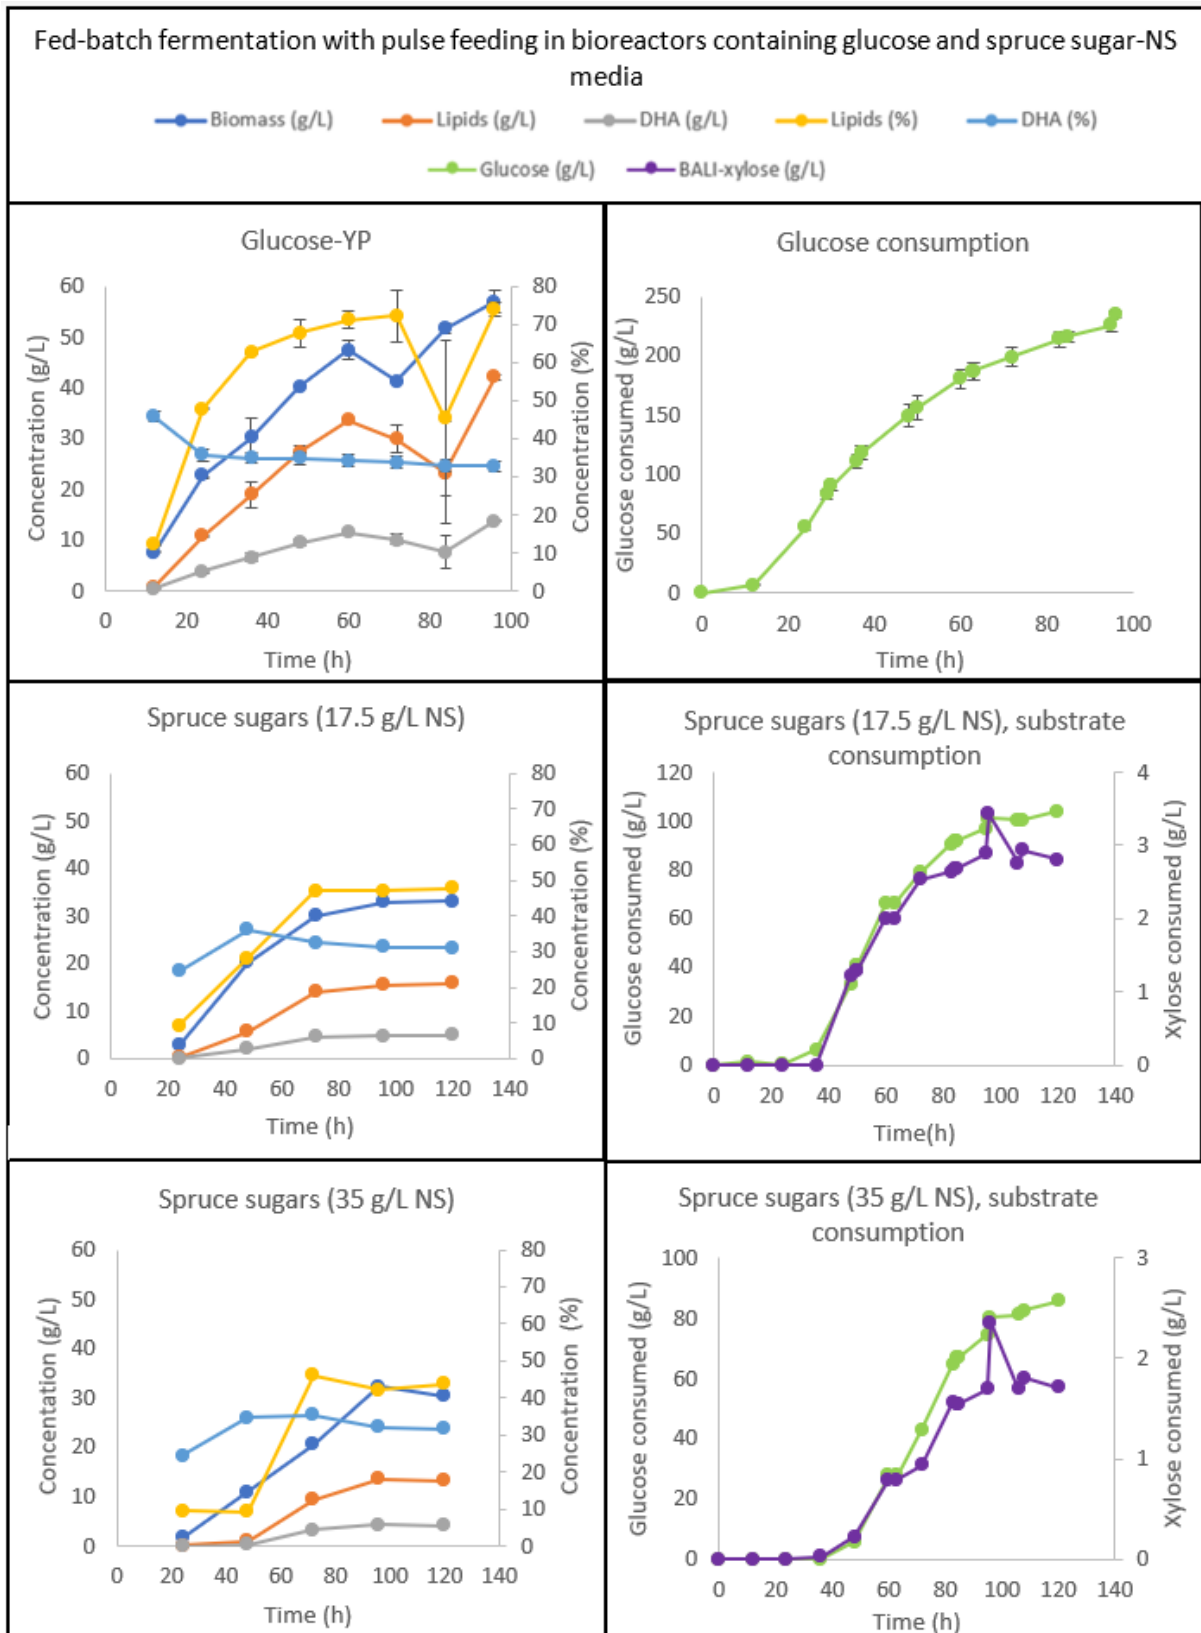 Fed-batch fermentation with pulse feeding in bioreactors containing glucose and spruce sugar-NS
media
Biomass (g/L) Lipids (g/L) DHA (g/L) Lipids (%) DHA (%)
Glucose (g/L) BALI-xylose (g/L)
Glucose-YP
60
50
40
30
20
10
0
Concentration (g/L)
80
70
60
50
40
30
20
10
0
Concentration (%)
0 20 40 60 80 100
Time (h)
Glucose consumption
250
200
150
100
50
0
Glucose consumed (g/L)
0 20 40 60 80 100
Time (h)
Spruce sugars (17.5 g/L NS)
60
50
40
30
20
10
0
Concentration (g/L)
80
70
60
50
40
30
20
10
0
Concentration (%)
0 20 40 60 80 100 120 140
Time (h)
Spruce sugars (17.5 g/L NS), substrate
consumption
120
100
80
60
40
20
0
Glucose consumed (g/L)
4
3
2
1
0
Xylose consumed (g/L)
0 20 40 60 80 100 120 140
Time(h)
Spruce sugars (35 g/L NS)
60
50
40
30
20
10
0
Concentation (g/L)
80
70
60
50
40
30
20
10
0
Concentration (%)
0 20 40 60 80 100 120 140
Time (h)
Spruce sugars (35 g/L NS), substrate
consumption
100
80
60
40
20
0
Glucose consumed (g/L)
3
2
1
0
Xylose consumed (g/L)
0 20 40 60 80 100 120 140
Time (h)